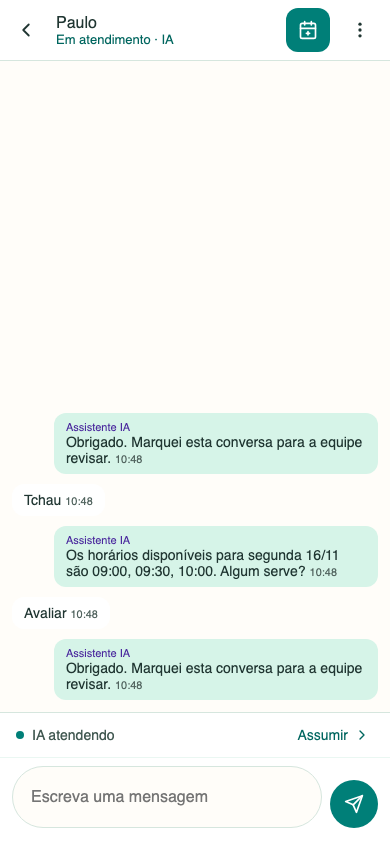 Paulo
Em atendimento · IA
Assistente IA
Obrigado. Marquei esta conversa para a equipe
revisar. 10:48
Tchau 10:48
Assistente IA
Os horários disponíveis para segunda 16/11
são 09:00, 09:30, 10:00. Algum serve? 10:48
Avaliar 10:48
Assistente IA
Obrigado. Marquei esta conversa para a equipe
revisar. 10:48
IA atendendo
Assumir
Escreva uma mensagem